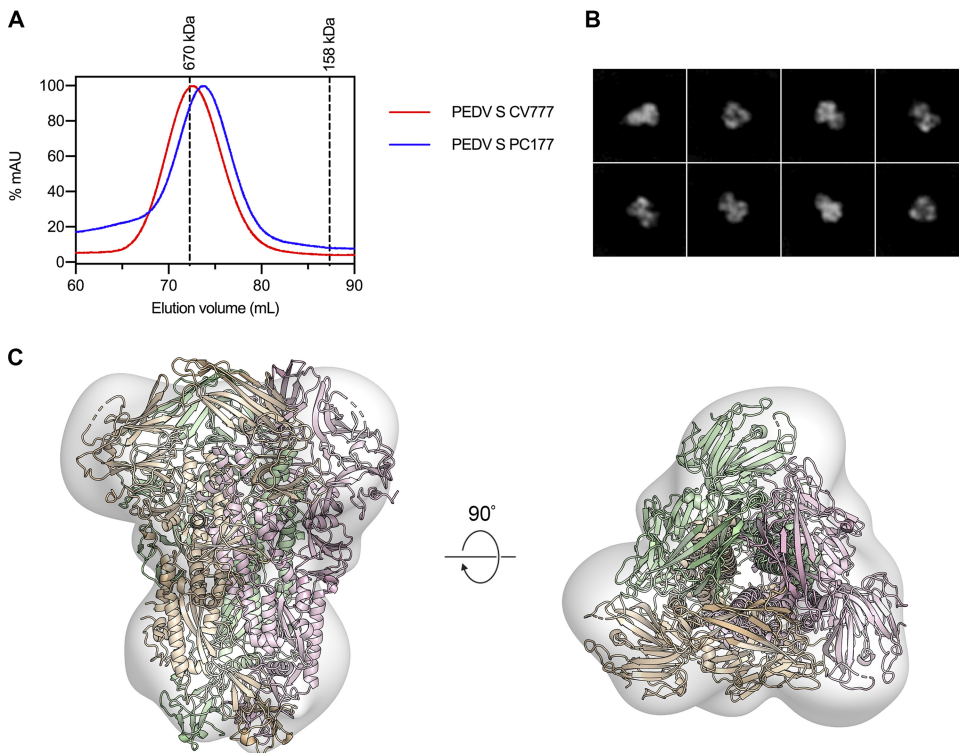 A
B
670 kDa
158 kDa
100
80
60
40
20
0
% mAU
60
70
80
90
Elution volume (mL)
PEDV S CV777
PEDV S PC177
C
90°